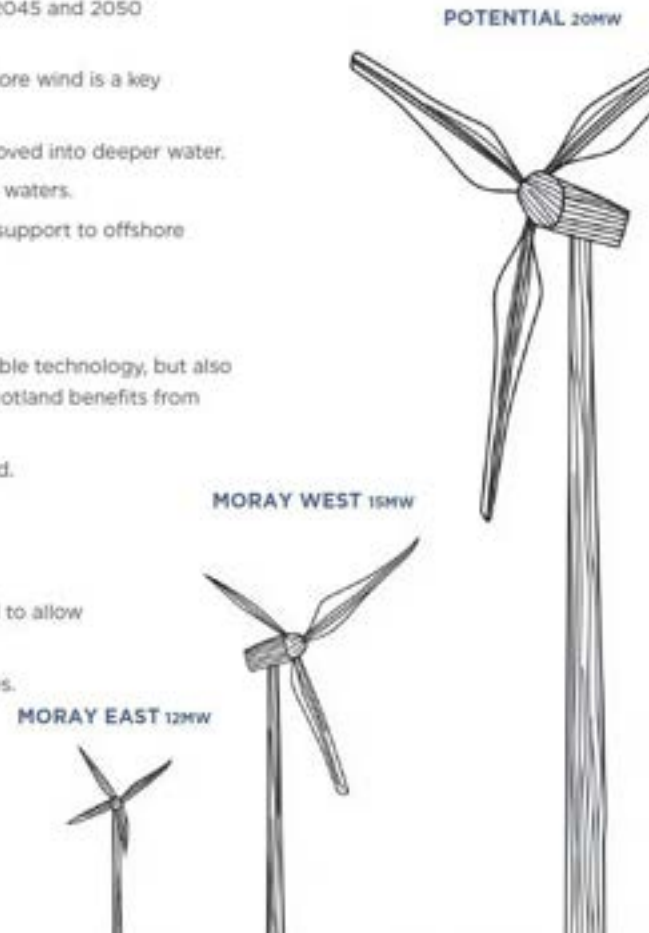 2045 and 2050
POTENTIAL 20MW
ore wind is a key
oved into deeper water.
waters.
support to offshore
ble technology, but also
otland benefits from
d.
MORAY WEST 15MW
to allow
s.
MORAY EAST 12MW